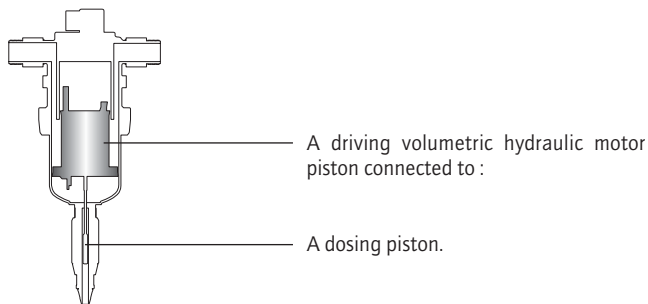 A driving volumetric hydraulic motor
piston connected to :
A dosing piston.